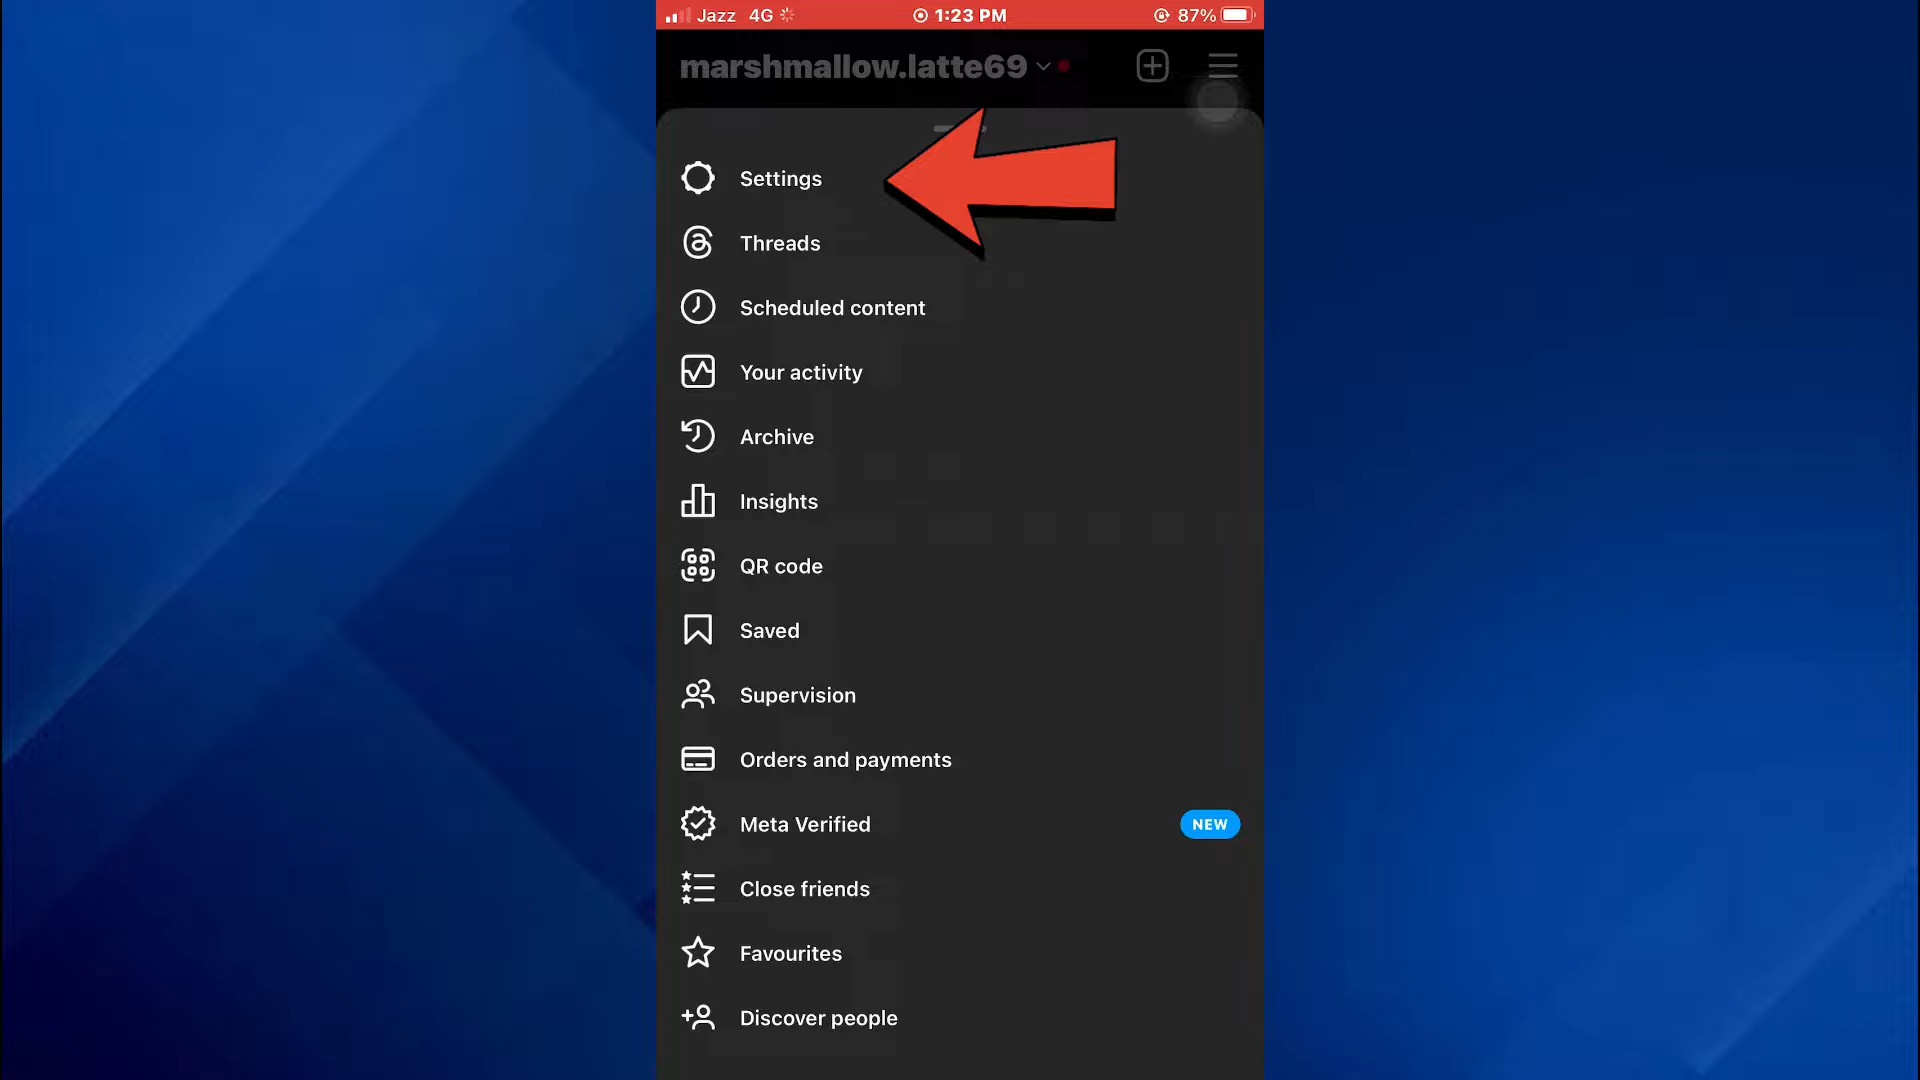 Jazz 4G 1:23 PM 87%
marshmallow.latte69
Settings
Threads
Scheduled content
Your activity
Archive
Insights
QR code
Saved
Supervision
Orders and payments
Meta Verified NEW
Close friends
Favourites
Discover people